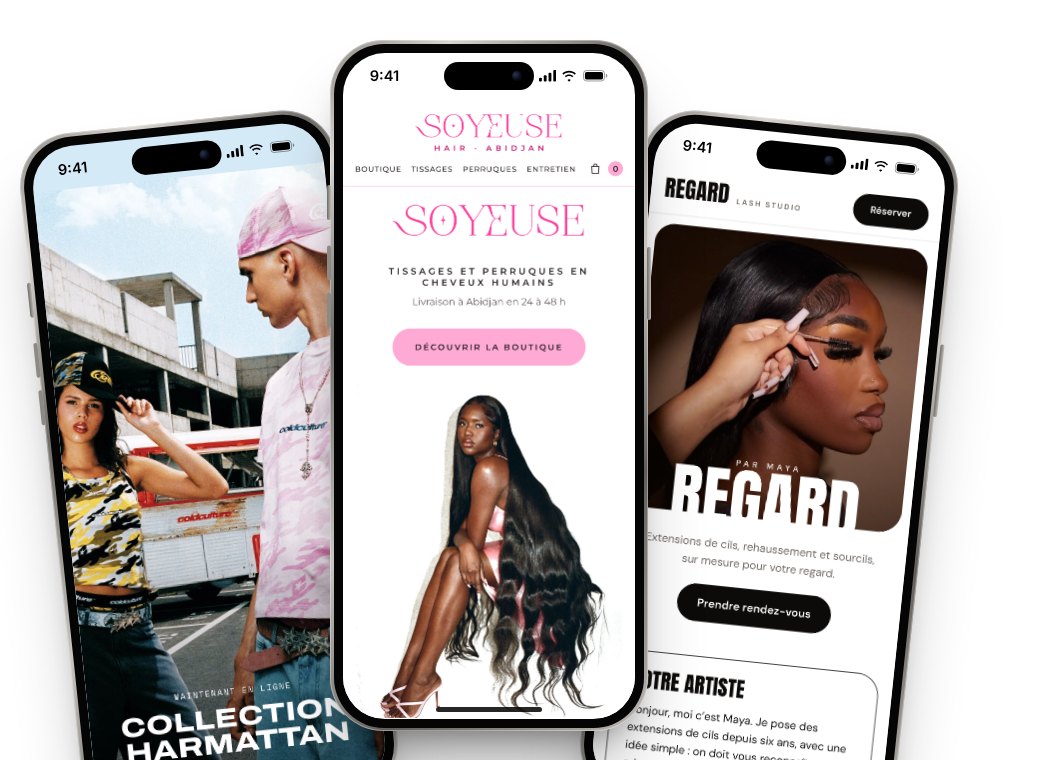 9:41
coldculture
coldculture
coldculture
MAINTENANT EN LIGNE
COLLECTION
HARMATTAN
9:41
SOYEUSE
HAIR - ABIDJAN
BOUTIQUE TISSAGES PERRUQUES ENTRETIEN 0
SOYEUSE
TISSAGES ET PERRUQUES EN
CHEVEUX HUMAINS
Livraison à Abidjan en 24 à 48 h
DÉCOUVRIR LA BOUTIQUE
9:41
REGARD LASH STUDIO
Réserver
PAR MAYA
REGARD
Extensions de cils, rehaussement et sourcils,
sur mesure pour votre regard.
Prendre rendez-vous
OTRE ARTISTE
onjour, moi c'est Maya. Je pose des
extensions de cils depuis six ans, avec une
idée simple : on doit vous